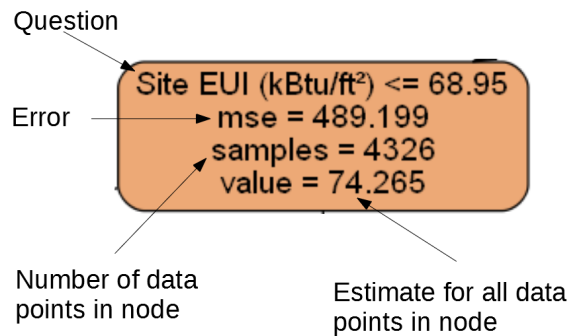 Question
Site EUI (kBtu/ft²) <= 68.95
Error
mse = 489.199
samples = 4326
value = 74.265
Number of data
points in node
Estimate for all data
points in node